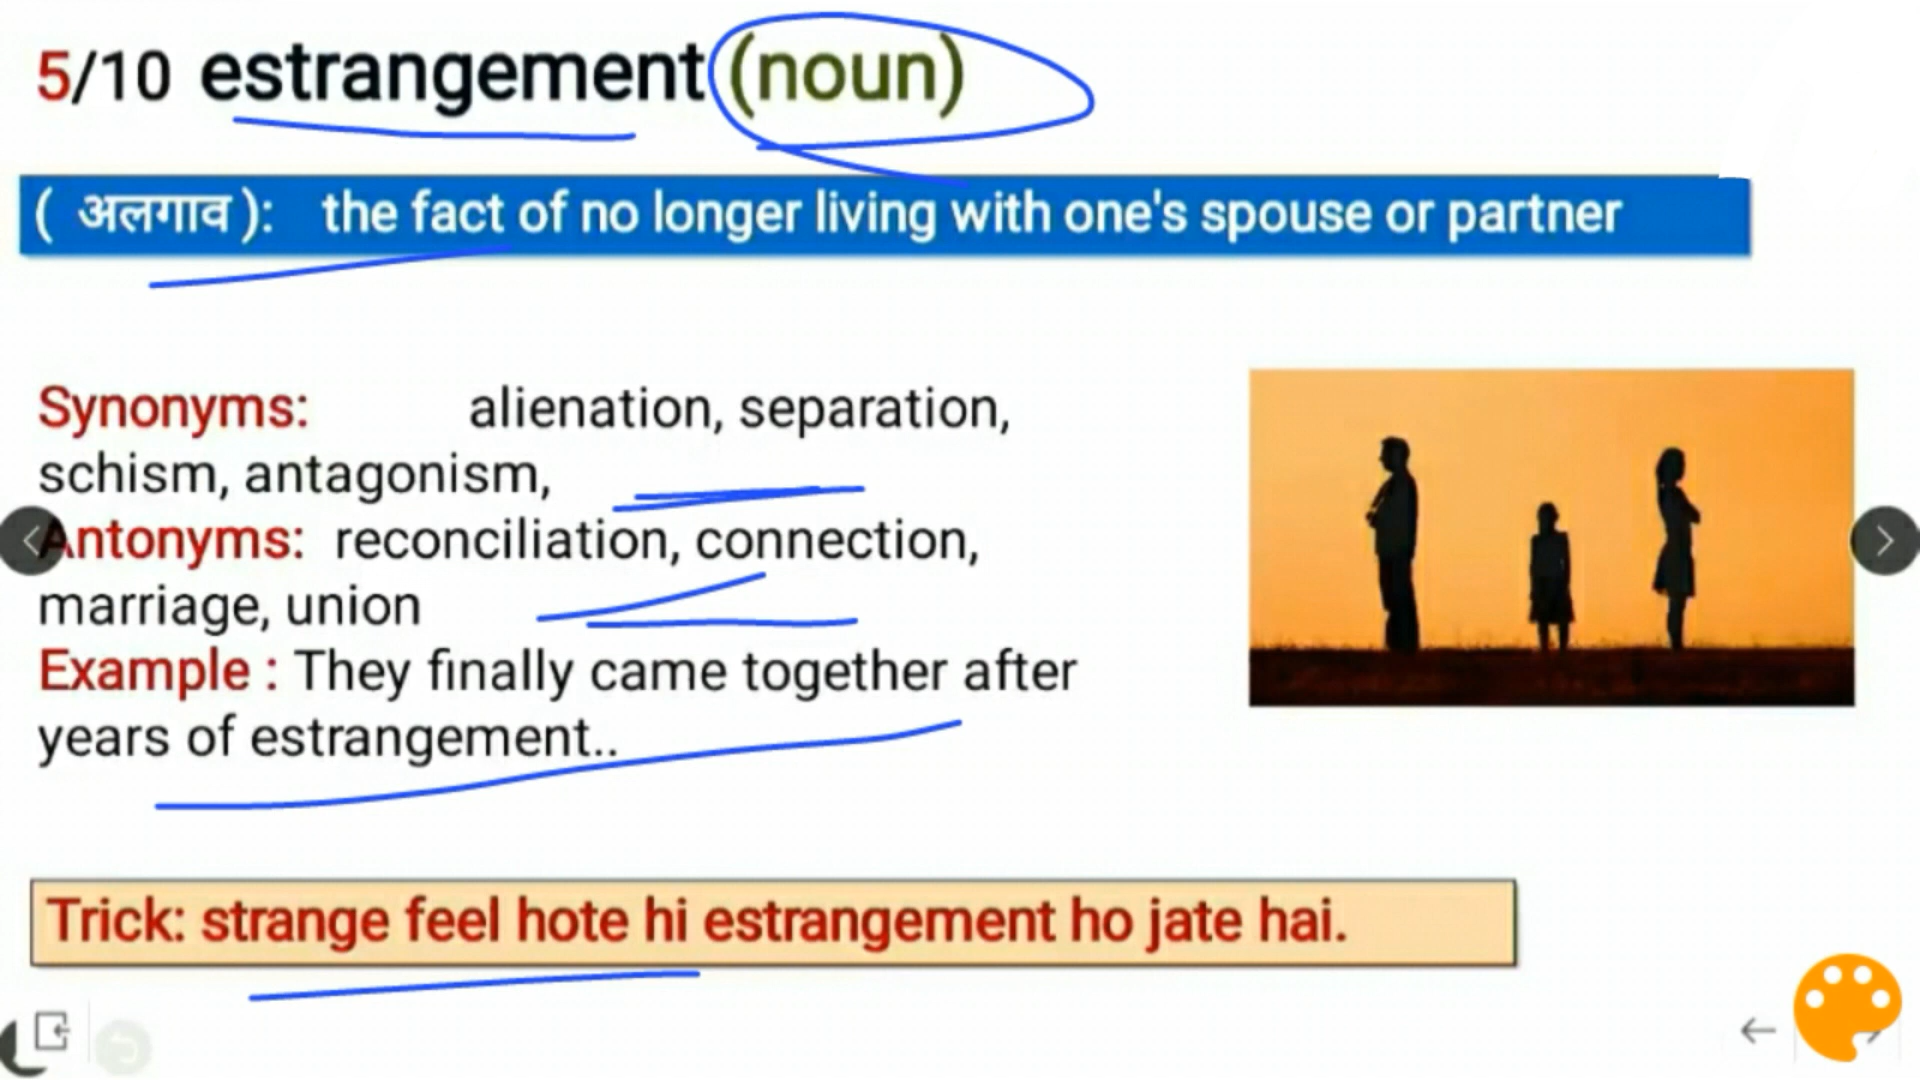 5/10 estrangement (noun)
( अलगाव ): the fact of no longer living with one's spouse or partner
Synonyms: alienation, separation,
schism, antagonism,
Antonyms: reconciliation, connection,
marriage, union
Example : They finally came together after
years of estrangement..
Trick: strange feel hote hi estrangement ho jate hai.